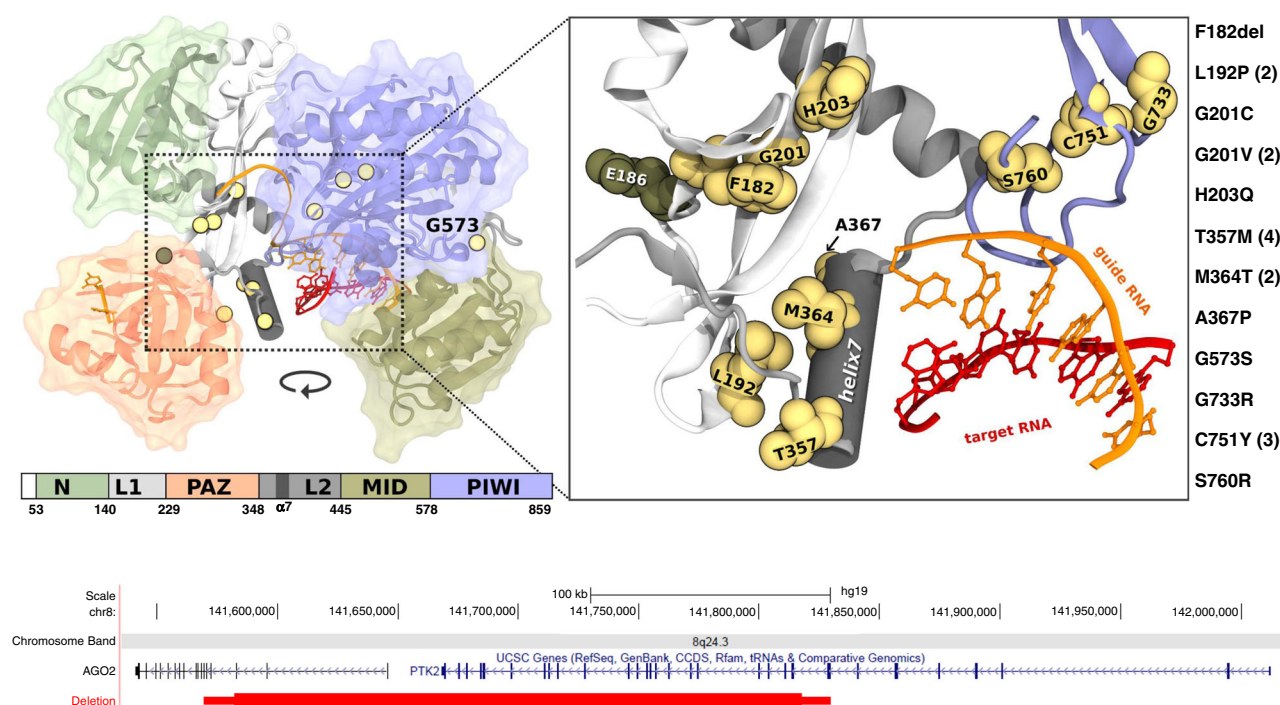 G573
N L1 PAZ L2 MID PIWI
53 140 229 348 α7 445 578 859
H203
G733
C751
G201
E186
F182
S760
A367
guide RNA
M364
helix7
L192
target RNA
T357
F182del
L192P (2)
G201C
G201V (2)
H203Q
T357M (4)
M364T (2)
A367P
G573S
G733R
C751Y (3)
S760R
Scale 100 kb hg19
chr8: 141,600,000 141,650,000 141,700,000 141,750,000 141,800,000 141,850,000 141,900,000 141,950,000 142,000,000
Chromosome Band 8q24.3
UCSC Genes (RefSeq, GenBank, CCDS, Rfam, tRNAs & Comparative Genomics)
AGO2 PTK2
Deletion